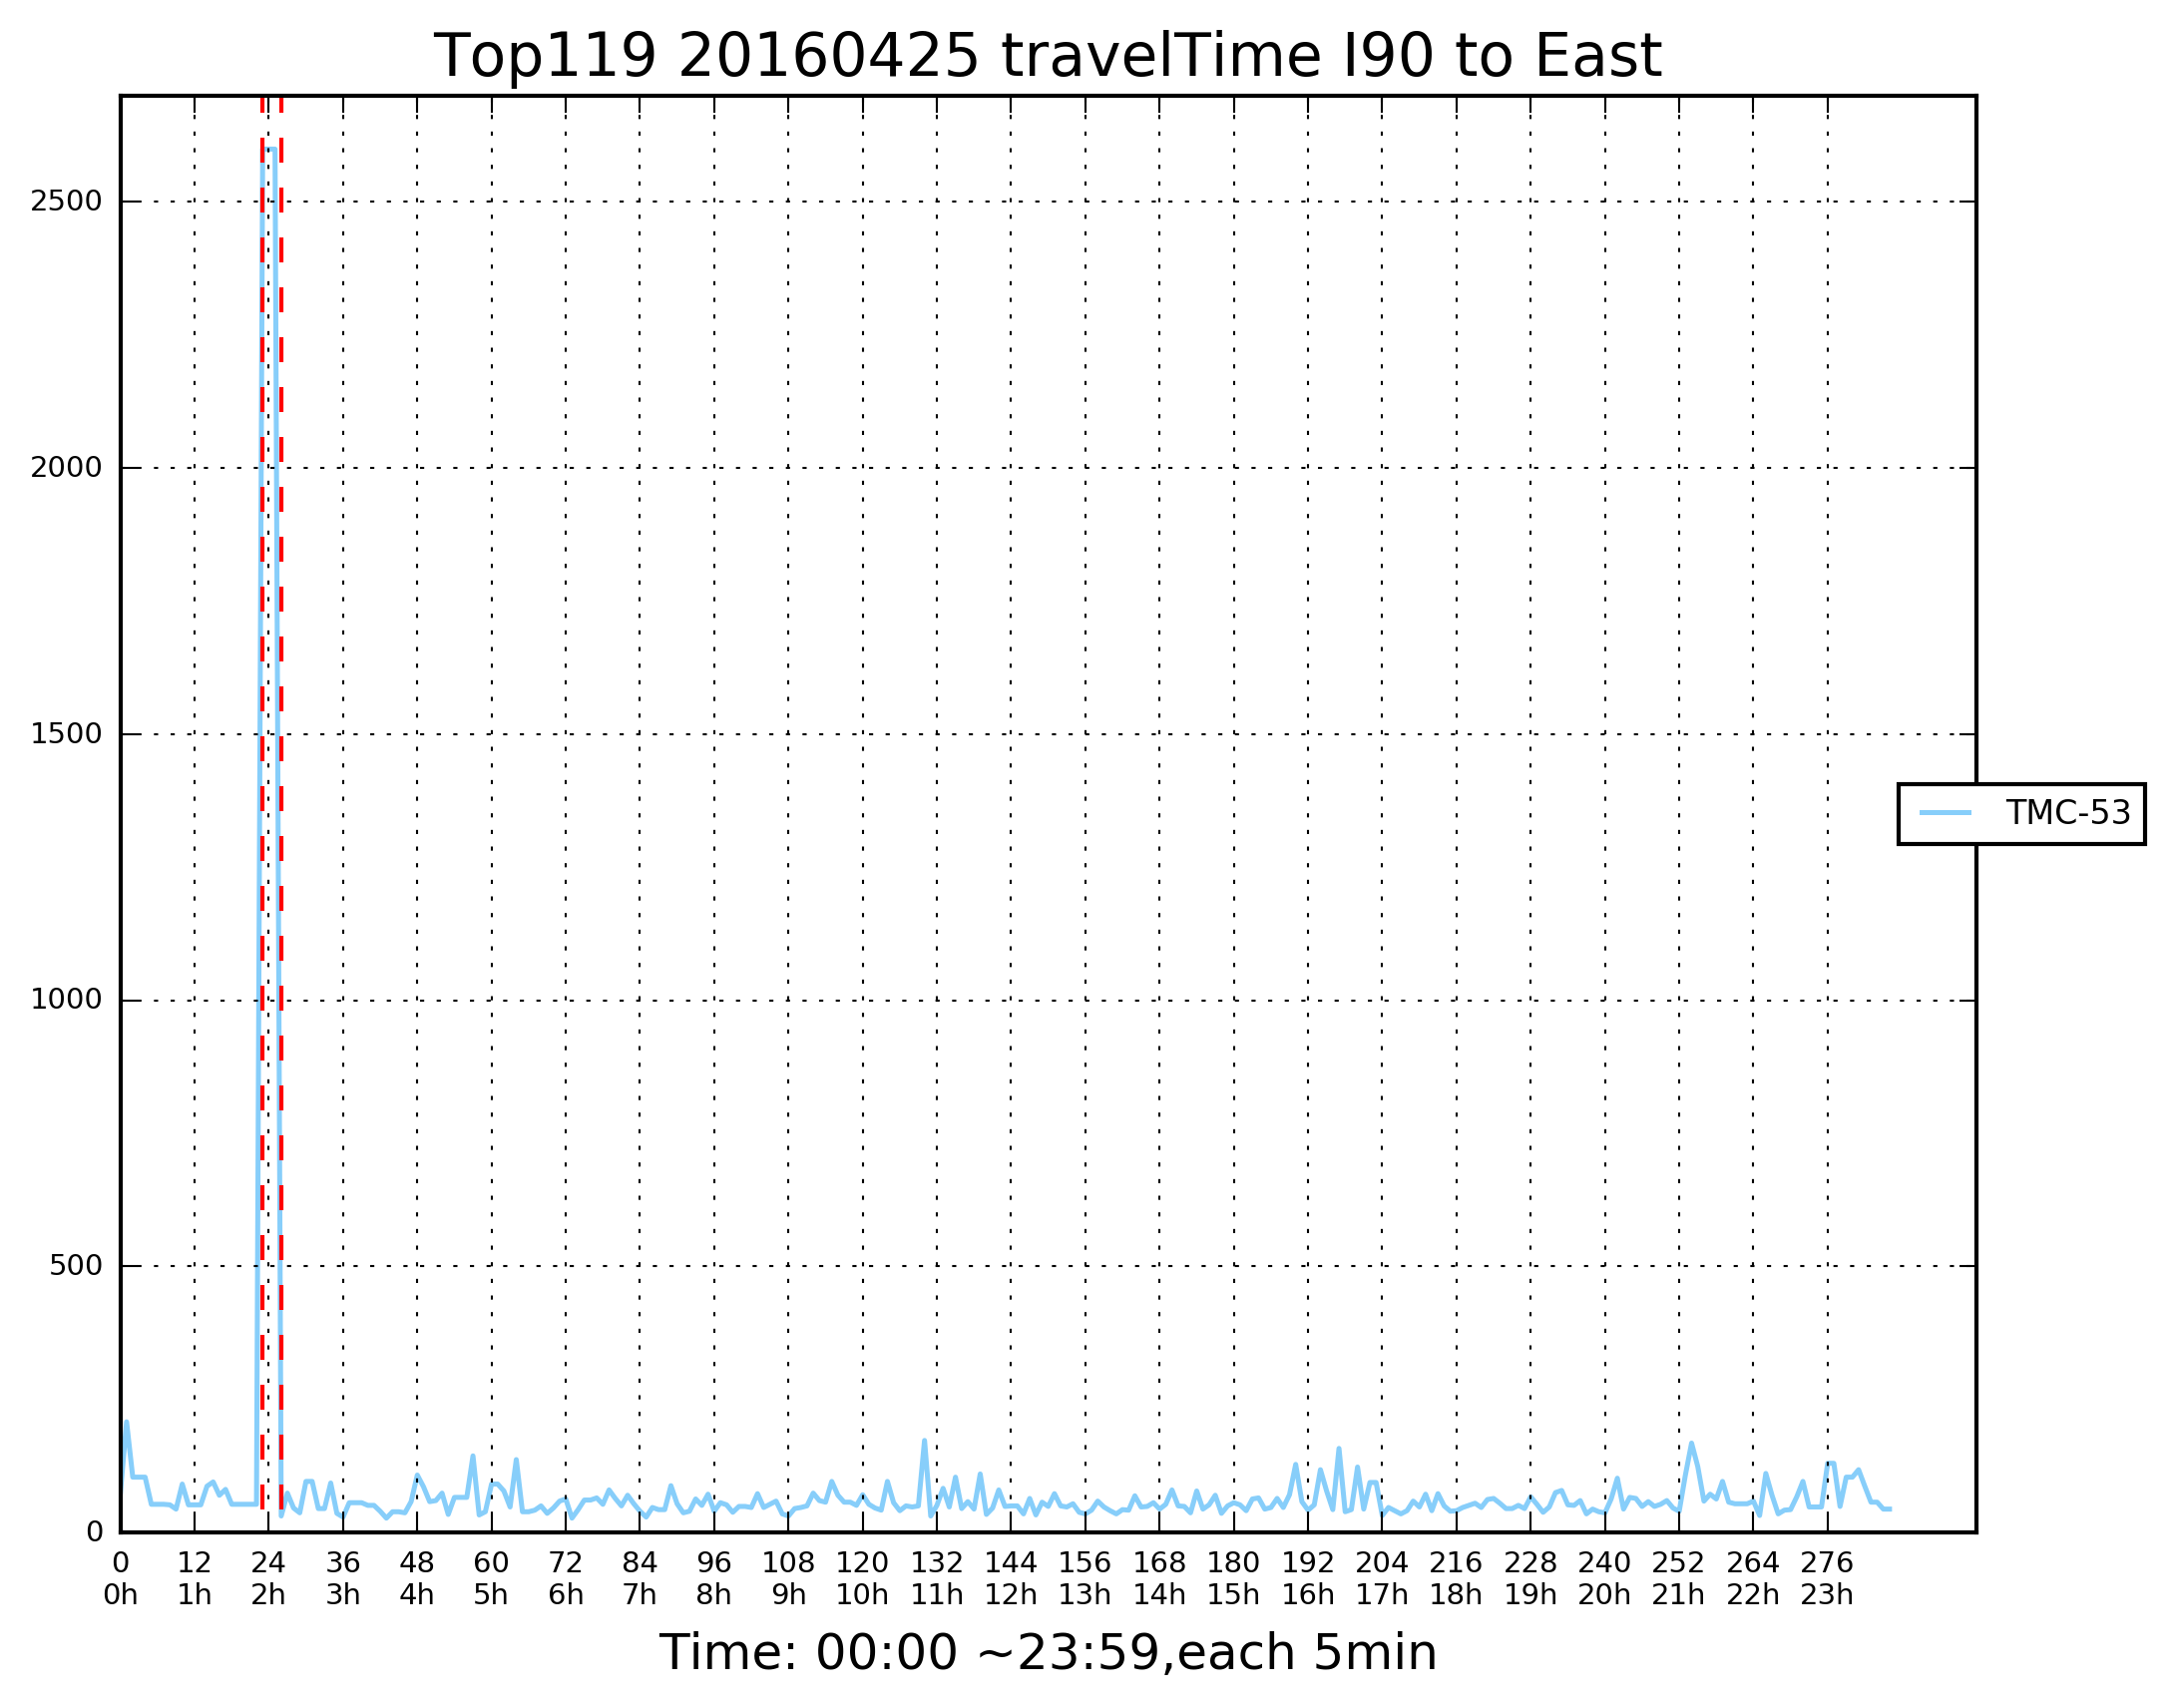 Top119 20160425 travelTime I90 to East
2500
2000
1500
1000
500
0
TMC-53
0 12 24 36 48 60 72 84 96 108 120 132 144 156 168 180 192 204 216 228 240 252 264 276
0h 1h 2h 3h 4h 5h 6h 7h 8h 9h 10h 11h 12h 13h 14h 15h 16h 17h 18h 19h 20h 21h 22h 23h
Time: 00:00 ~23:59,each 5min